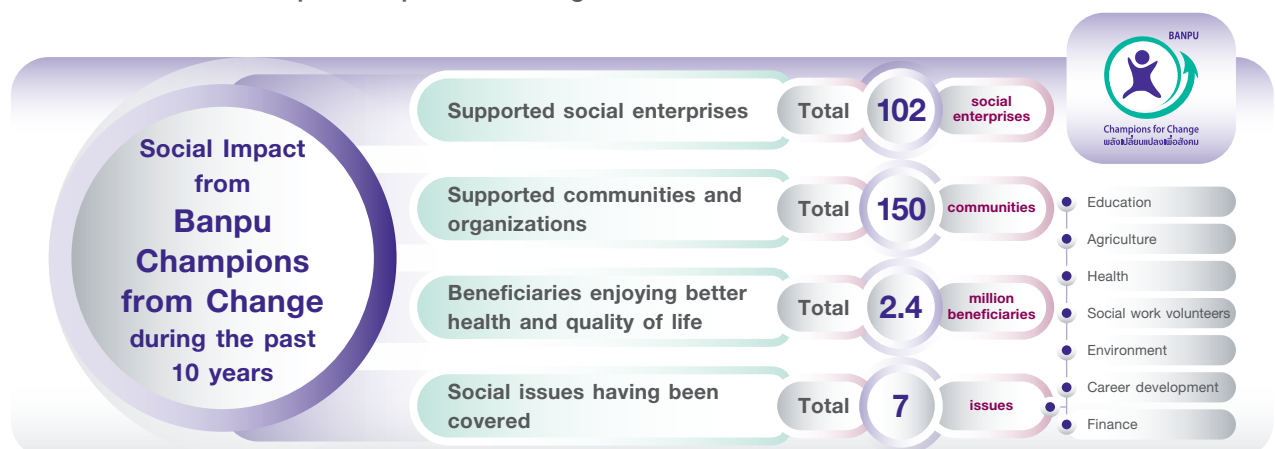 Social Impact
from
Banpu
Champions
from Change
during the past
10 years
Supported social enterprises
Total
102
social
enterprises
Supported communities and
organizations
Total
150
communities
Beneficiaries enjoying better
health and quality of life
Total
2.4
million
beneficiaries
Social issues having been
covered
Total
7
issues
BANPU
Champions for Change
พลังเปลี่ยนแปลงเพื่อสังคม
Education
Agriculture
Health
Social work volunteers
Environment
Career development
Finance